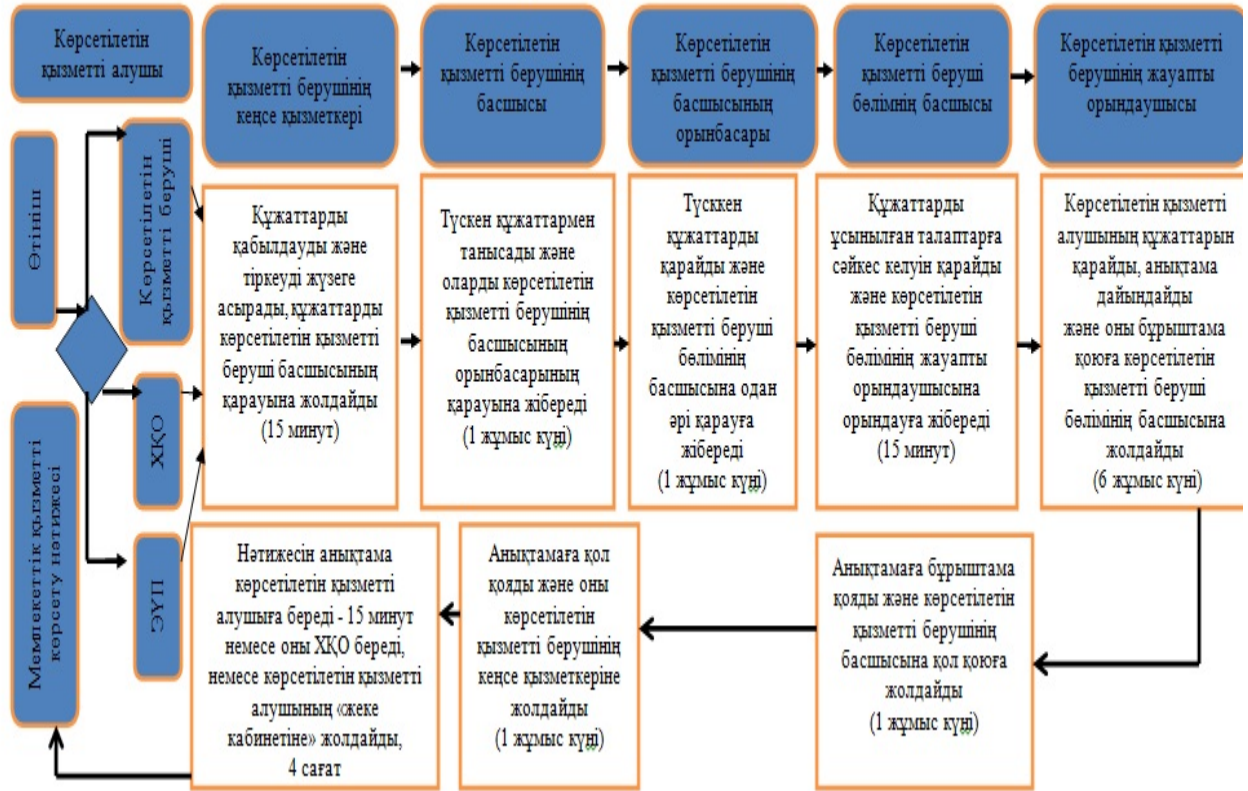 Көрсетілетін
қызметті алушы
Көрсетілетін
қызметті берушінің
кеңсе қызметкері
Көрсетілетін
қызметті берушінің
басшысы
Көрсетілетін
қызметті берушінің
басшысының
орынбасары
Көрсетілетін
қызметті беруші
бөлімнің басшысы
Көрсетілетін қызметті
берушінің жауапты
орындаушысы
Өтініш
Көрсетілетін
қызметті беруші
ХҚО
ЭҮП
Мемлекеттік қызметті
көрсету нәтижесі
Құжаттарды
қабылдауды және
тіркеуді жүзеге
асырады, құжаттарды
көрсетілетін қызметті
беруші басшысының
қарауына жолдайды
(15 минут)
Түскен құжаттармен
танысады және
оларды көрсетілетін
қызметті берушінің
басшысының
орынбасарының
қарауына жібереді
(1 жұмыс күні)
Түсккен
құжаттарды
қарайды және
көрсетілетін
қызметті беруші
бөлімінің
басшысына одан
әрі қарауға
жібереді
(1 жұмыс күні)
Құжаттарды
ұсынылған талаптарға
сәйкес келуін қарайды
және көрсетілетін
қызметті беруші
бөлімінің жауапты
орындаушысына
орындауға жібереді
(15 минут)
Көрсетілетін қызметті
алушының құжаттарын
қарайды, анықтама
дайындайды
және оны бұрыштама
қоюға көрсетілетін
қызметті беруші
бөлімінің басшысына
жолдайды
(6 жұмыс күні)
Нәтижесін анықтама
көрсетілетін қызметті
алушыға береді - 15 минут
немесе оны ХҚО береді,
немесе көрсетілетін қызметті
алушының «жеке
кабинетіне» жолдайды,
4 сағат
Анықтамаға қол
қояды және оны
көрсетілетін
қызметті берушінің
кеңсе қызметкеріне
жолдайды
(1 жұмыс күні)
Анықтамаға бұрыштама
қояды және көрсетілетін
қызметті берушінің
басшысына қол қоюға
жолдайды
(1 жұмыс күні)